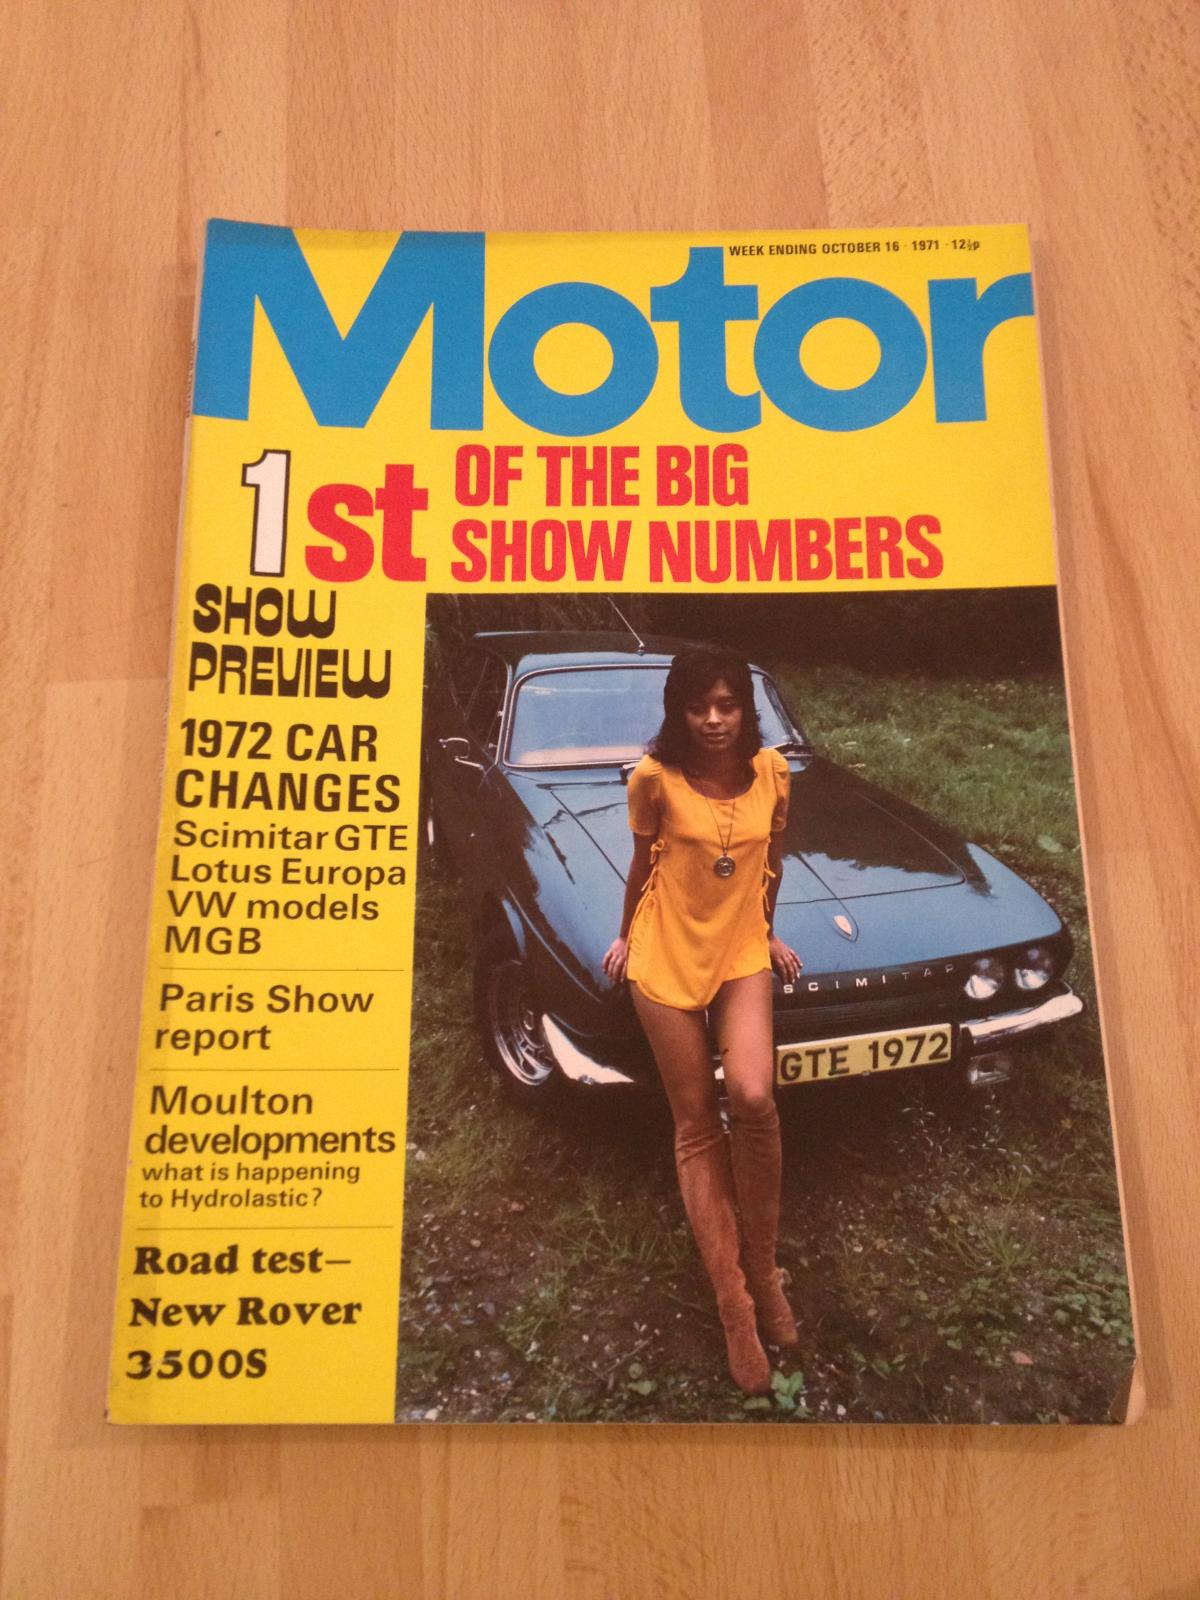 WEEK ENDING OCTOBER 16 · 1971 · 12½p
Motor
1st OF THE BIG
SHOW NUMBERS
SHOW
PREVIEW
1972 CAR
CHANGES
Scimitar GTE
Lotus Europa
VW models
MGB
Paris Show
report
Moulton
developments
what is happening
to Hydrolastic?
Road test—
New Rover
3500S
SCIMITAR
GTE 1972